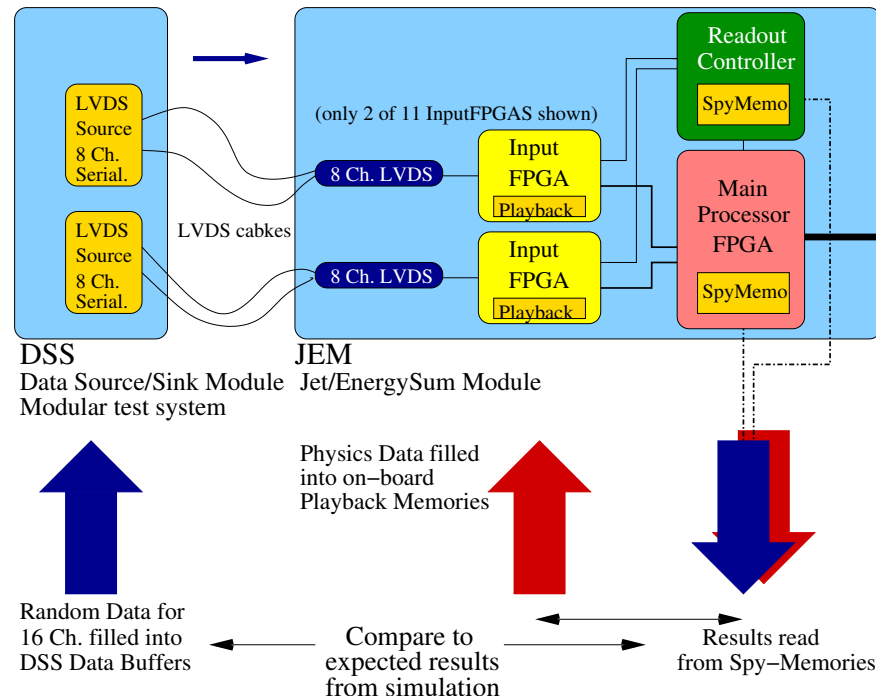 Readout
Controller
SpyMemo
LVDS
Source
8 Ch.
Serial.
(only 2 of 11 InputFPGAS shown)
Input
FPGA
Playback
8 Ch. LVDS
Main
Processor
FPGA
SpyMemo
LVDS
Source
8 Ch.
Serial.
LVDS cabkes
8 Ch. LVDS
Input
FPGA
Playback
DSS
Data Source/Sink Module
Modular test system
JEM
Jet/EnergySum Module
Physics Data filled
into on−board
Playback Memories
Random Data for
16 Ch. filled into
DSS Data Buffers
Compare to
expected results
from simulation
Results read
from Spy−Memories